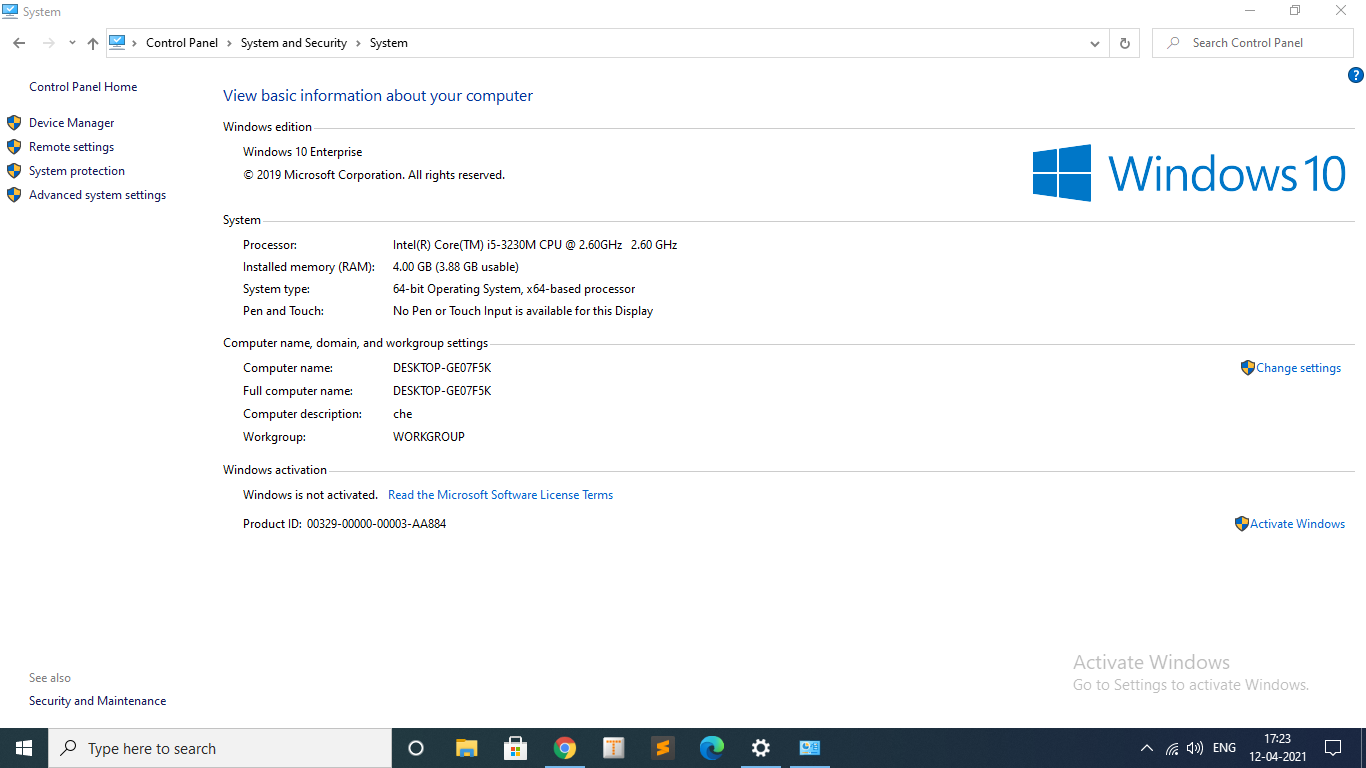 System
Control Panel > System and Security > System
Search Control Panel
?
Control Panel Home
Device Manager
Remote settings
System protection
Advanced system settings
View basic information about your computer
Windows edition
Windows 10 Enterprise
© 2019 Microsoft Corporation. All rights reserved.
Windows 10
System
Processor: Intel(R) Core(TM) i5-3230M CPU @ 2.60GHz 2.60 GHz
Installed memory (RAM): 4.00 GB (3.88 GB usable)
System type: 64-bit Operating System, x64-based processor
Pen and Touch: No Pen or Touch Input is available for this Display
Computer name, domain, and workgroup settings
Computer name: DESKTOP-GE07F5K
Change settings
Full computer name: DESKTOP-GE07F5K
Computer description: che
Workgroup: WORKGROUP
Windows activation
Windows is not activated. Read the Microsoft Software License Terms
Product ID: 00329-00000-00003-AA884
Activate Windows
See also
Security and Maintenance
Activate Windows
Go to Settings to activate Windows.
Type here to search
T
ENG
17:23
12-04-2021